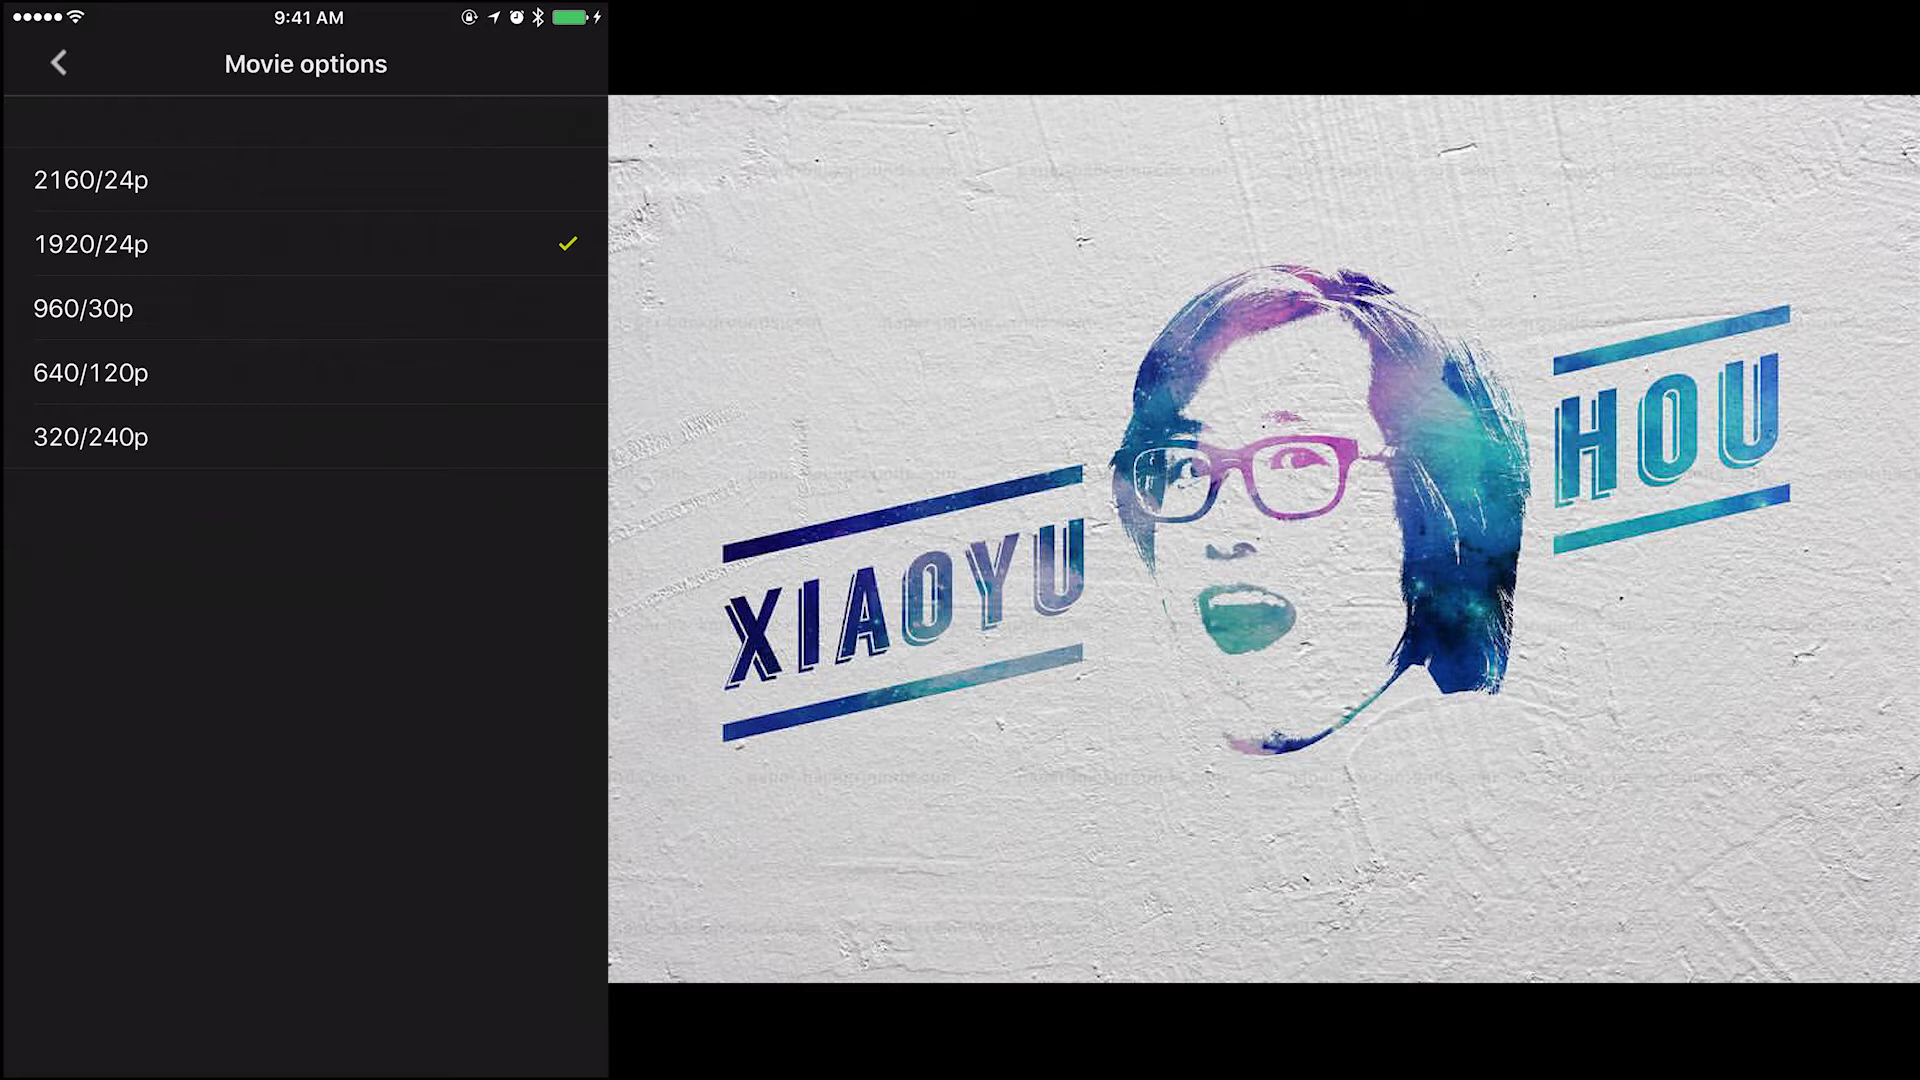 9:41 AM
Movie options
2160/24p
1920/24p
960/30p
640/120p
320/240p
XIAOYU
HOU